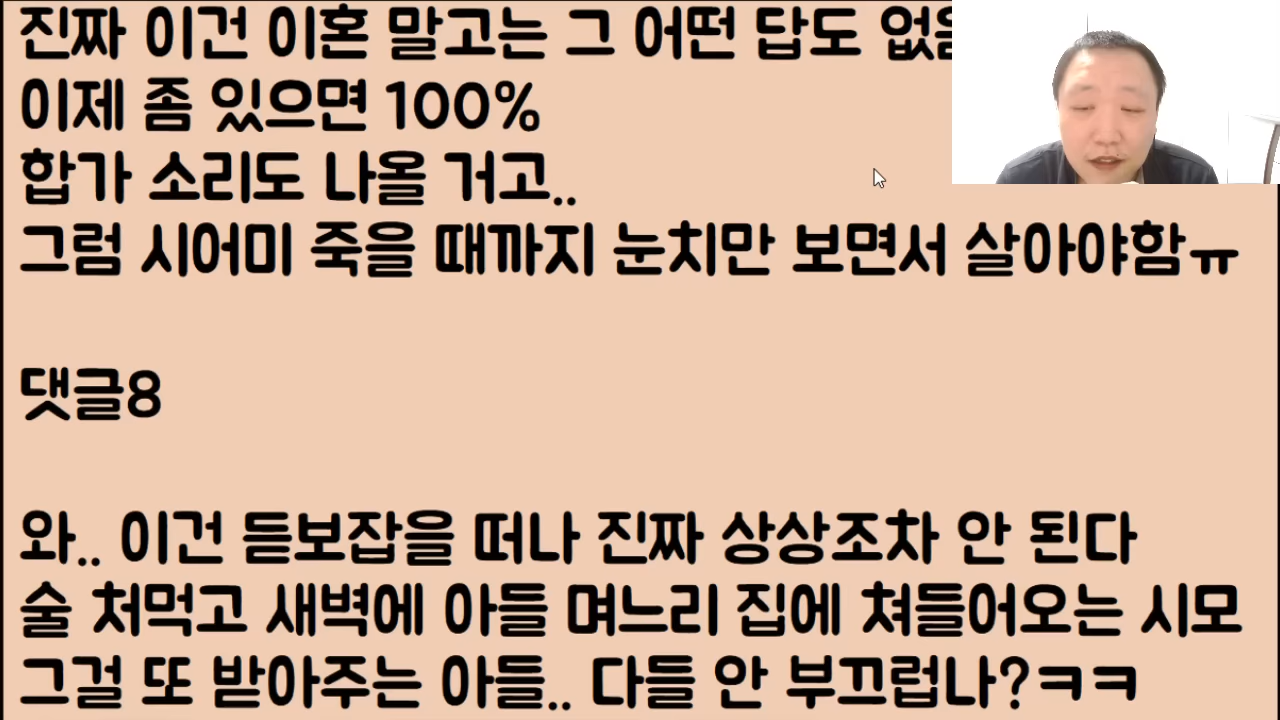 진짜 이건 이혼 말고는 그 어떤 답도 없음
이제 좀 있으면 100%
합가 소리도 나올 거고..
그럼 시어미 죽을 때까지 눈치만 보면서 살아야함ㅠ
댓글8
와.. 이건 듣보잡을 떠나 진짜 상상조차 안 된다
술 처먹고 새벽에 아들 며느리 집에 쳐들어오는 시모
그걸 또 받아주는 아들.. 다들 안 부끄럽나?ㅋㅋ